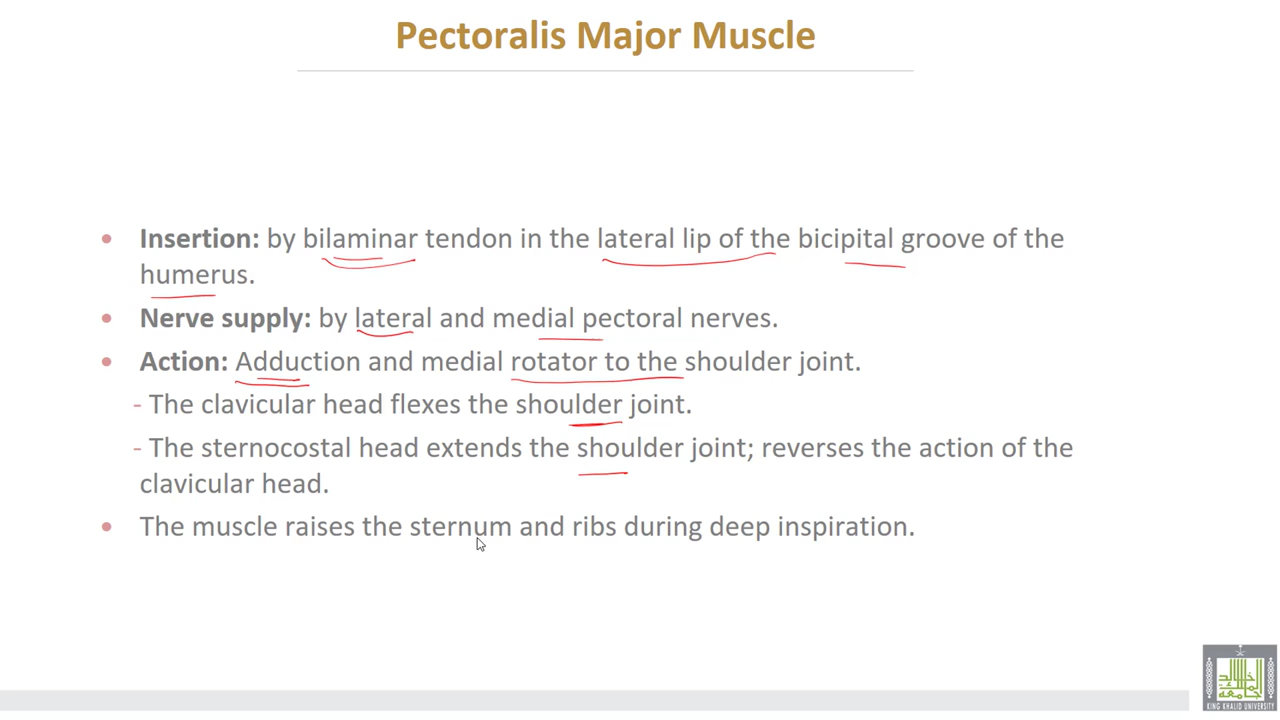 Pectoralis Major Muscle
• Insertion: by bilaminar tendon in the lateral lip of the bicipital groove of the
humerus.
• Nerve supply: by lateral and medial pectoral nerves.
• Action: Adduction and medial rotator to the shoulder joint.
- The clavicular head flexes the shoulder joint.
- The sternocostal head extends the shoulder joint; reverses the action of the
clavicular head.
• The muscle raises the sternum and ribs during deep inspiration.
KING KHALID UNIVERSITY